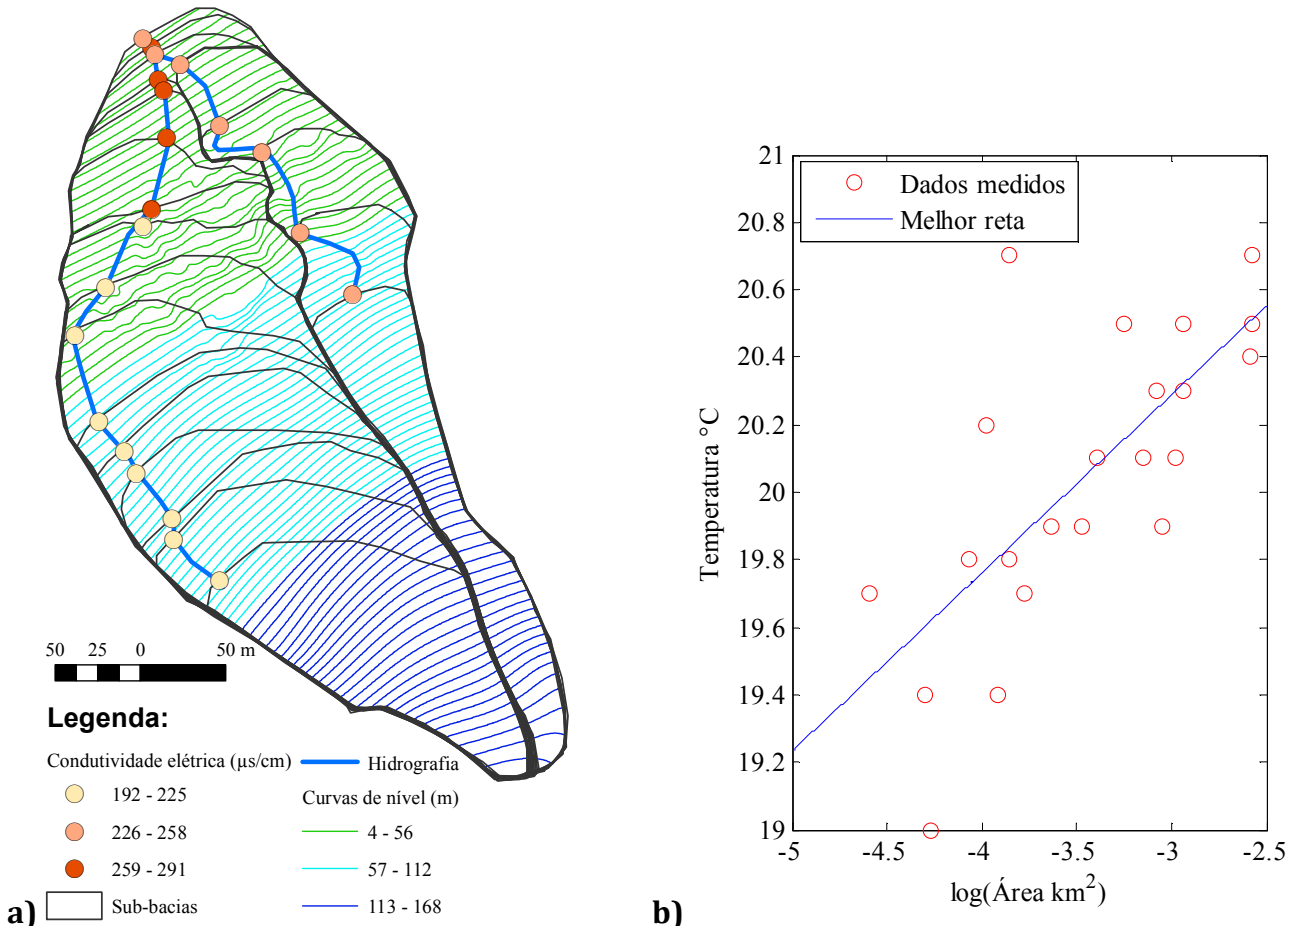 50 25 0 50 m
Legenda:
Condutividade elétrica (µs/cm)
192 - 225
226 - 258
259 - 291
Sub-bacias
Hidrografia
Curvas de nível (m)
4 - 56
57 - 112
113 - 168
a)
Dados medidos
Melhor reta
Temperatura °C
21
20.8
20.6
20.4
20.2
20
19.8
19.6
19.4
19.2
19
-5 -4.5 -4 -3.5 -3 -2.5
log(Área km²)
b)